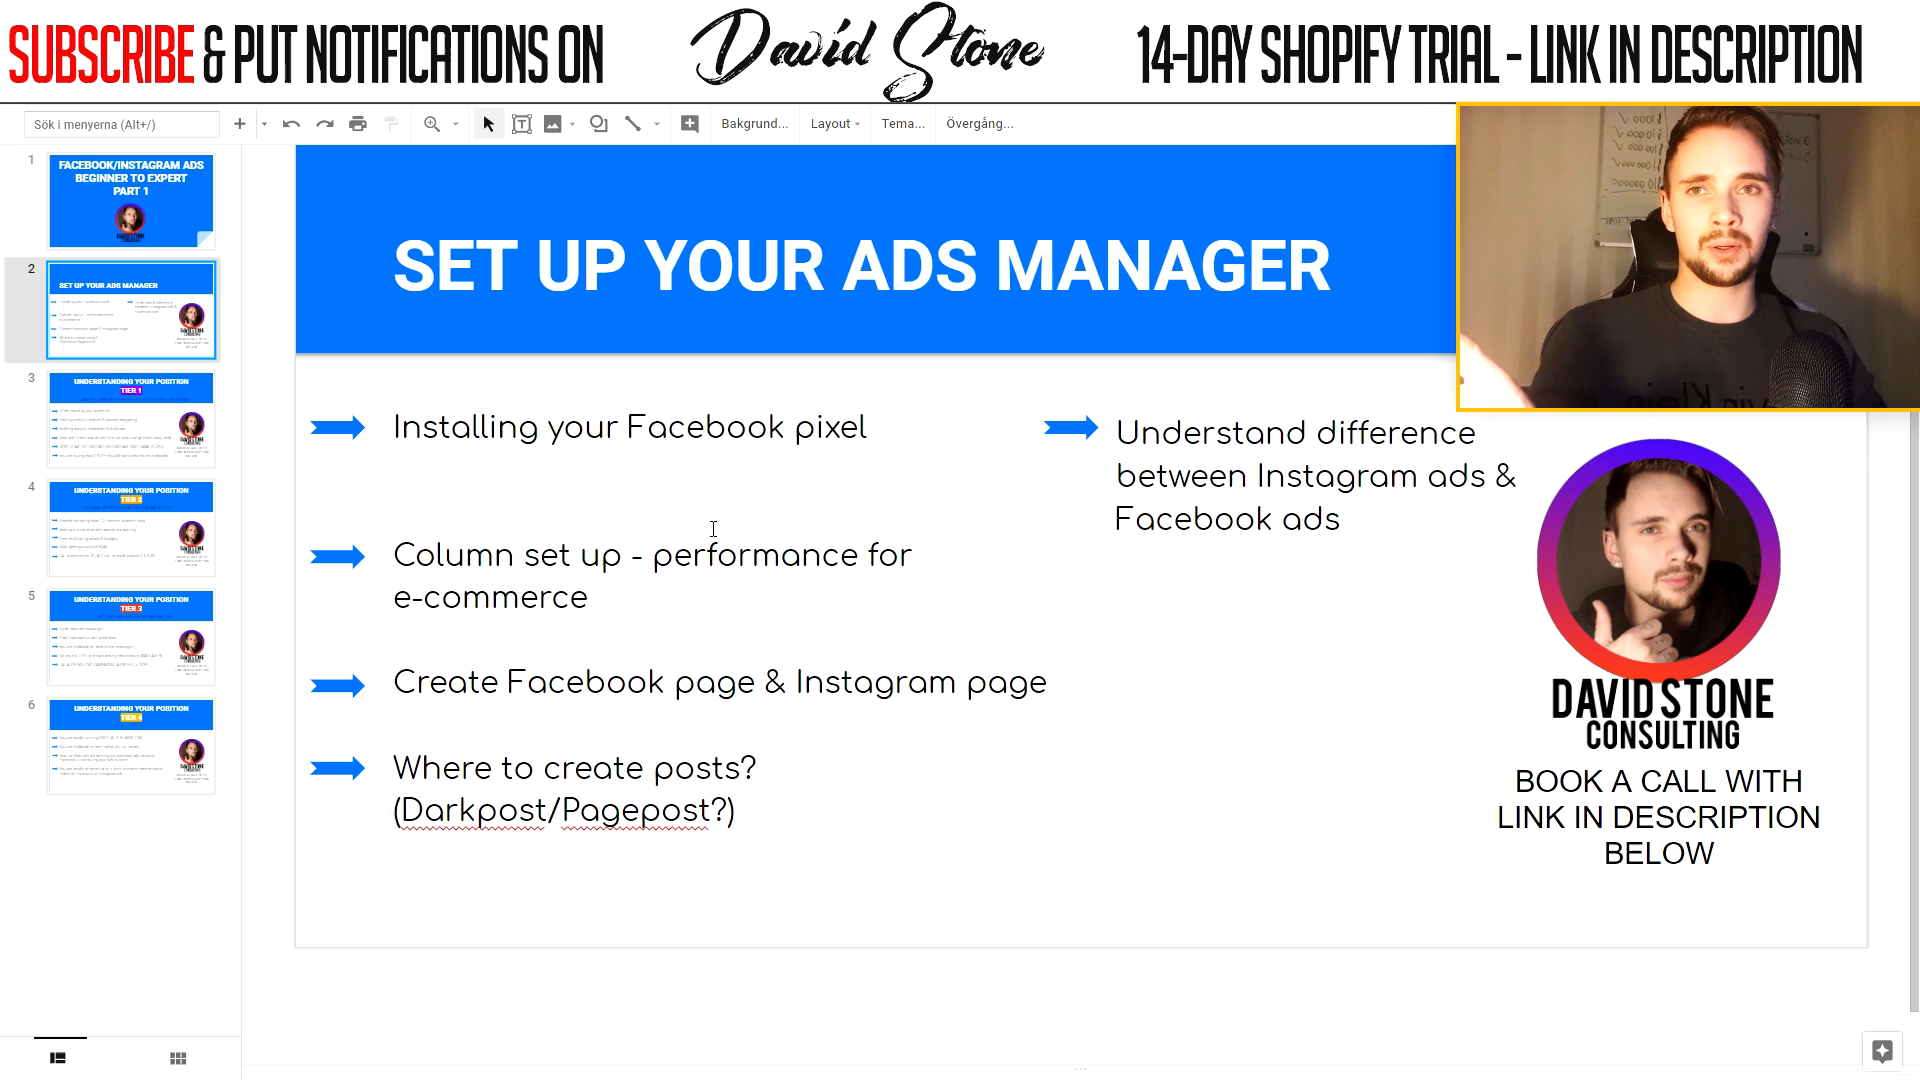 SUBSCRIBE & PUT NOTIFICATIONS ON
David Stone
14-DAY SHOPIFY TRIAL - LINK IN DESCRIPTION
Sök i menyerna (Alt+/)
Bakgrund...
Layout
Tema...
Övergång...
1
FACEBOOK/INSTAGRAM ADS
BEGINNER TO EXPERT
PART 1
2
SET UP YOUR ADS MANAGER
3
UNDERSTANDING YOUR POSITION
TIER 1
4
UNDERSTANDING YOUR POSITION
TIER 2
5
UNDERSTANDING YOUR POSITION
TIER 3
6
UNDERSTANDING YOUR POSITION
TIER 4
SET UP YOUR ADS MANAGER
Installing your Facebook pixel
Column set up - performance for
e-commerce
Create Facebook page & Instagram page
Where to create posts?
(Darkpost/Pagepost?)
Understand difference
between Instagram ads &
Facebook ads
DAVID STONE
CONSULTING
BOOK A CALL WITH
LINK IN DESCRIPTION
BELOW